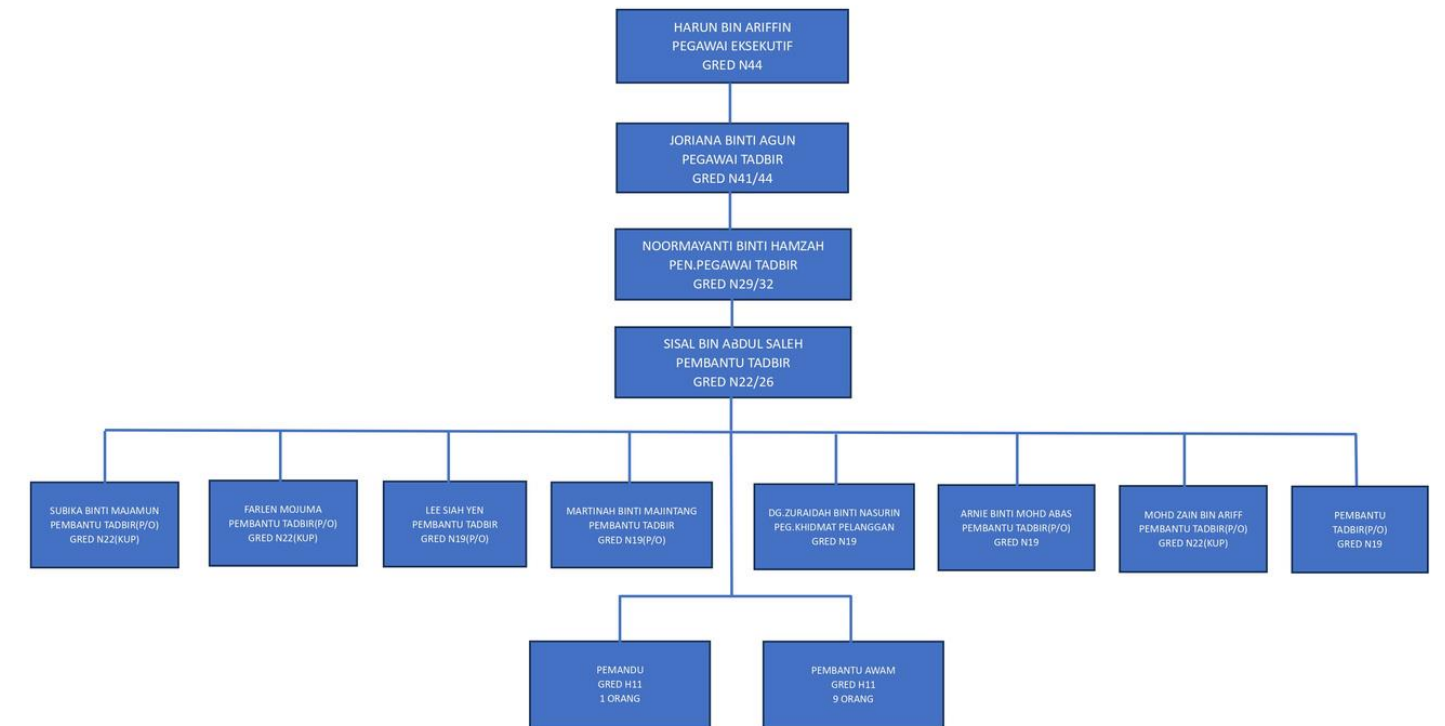 HARUN BIN ARIFFIN
PEGAWAI EKSEKUTIF
GRED N44
JORIANA BINTI AGUN
PEGAWAI TADBIR
GRED N41/44
NOORMAYANTI BINTI HAMZAH
PEN.PEGAWAI TADBIR
GRED N29/32
SISAL BIN ABDUL SALEH
PEMBANTU TADBIR
GRED N22/26
SUBIKA BINTI MAJAMUN
PEMBANTU TADBIR(P/O)
GRED N22(KUP)
FARLEN MOJUMA
PEMBANTU TADBIR(P/O)
GRED N22(KUP)
LEE SIAH YEN
PEMBANTU TADBIR
GRED N19(P/O)
MARTINAH BINTI MAJINTANG
PEMBANTU TADBIR
GRED N19(P/O)
DG.ZURAIDAH BINTI NASURIN
PEG.KHIDMAT PELANGGAN
GRED N19
ARNIE BINTI MOHD ABAS
PEMBANTU TADBIR(P/O)
GRED N19
MOHD ZAIN BIN ARIFF
PEMBANTU TADBIR(P/O)
GRED N22(KUP)
PEMBANTU
TADBIR(P/O)
GRED N19
PEMANDU
GRED H11
1 ORANG
PEMBANTU AWAM
GRED H11
9 ORANG